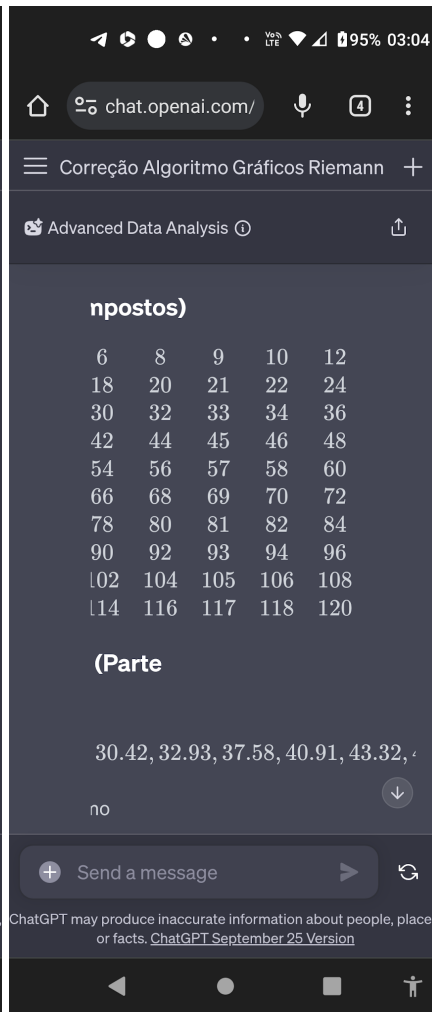 Vo)) LTE 95% 03:04
chat.openai.com/ 4
Correção Algoritmo Gráficos Riemann
Advanced Data Analysis
npostos)
6 8 9 10 12
18 20 21 22 24
30 32 33 34 36
42 44 45 46 48
54 56 57 58 60
66 68 69 70 72
78 80 81 82 84
90 92 93 94 96
102 104 105 106 108
114 116 117 118 120
(Parte
30.42, 32.93, 37.58, 40.91, 43.32,
no
Send a message
ChatGPT may produce inaccurate information about people, place
or facts. ChatGPT September 25 Version